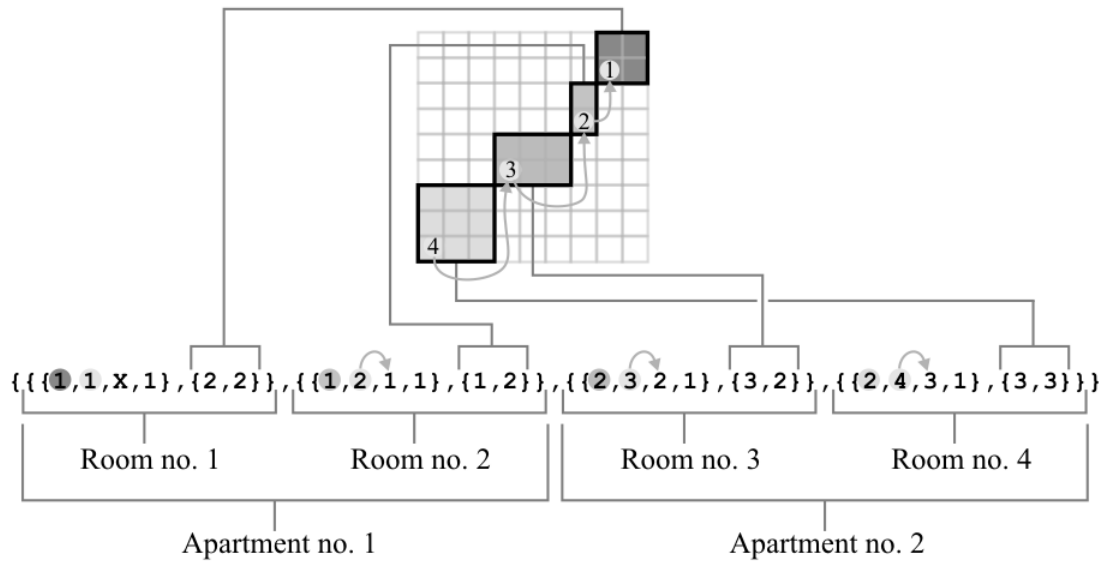 1
2
3
4
{{{1,1,X,1},{2,2}},{{1,2,1,1},{1,2}},{{2,3,2,1},{3,2}},{{2,4,3,1},{3,3}}}
Room no. 1 Room no. 2 Room no. 3 Room no. 4
Apartment no. 1 Apartment no. 2